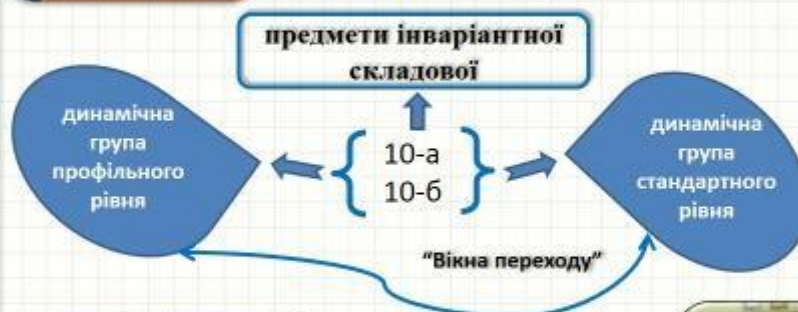 предмети інваріантної
складової
динамічна
група
профільного
рівня
10-а
10-б
динамічна
група
стандартного
рівня
“Вікна переходу”